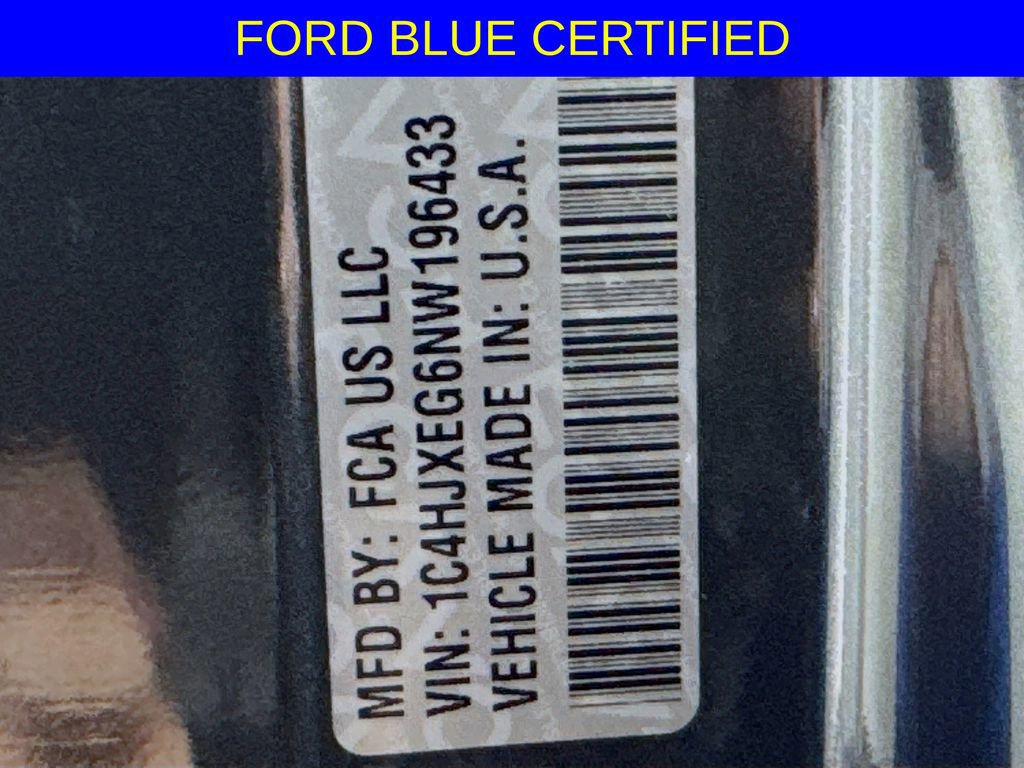 FORD BLUE CERTIFIED
MFD BY: FCA US LLC
VIN: 1C4HJXEG6NW196433
VEHICLE MADE IN: U.S.A.